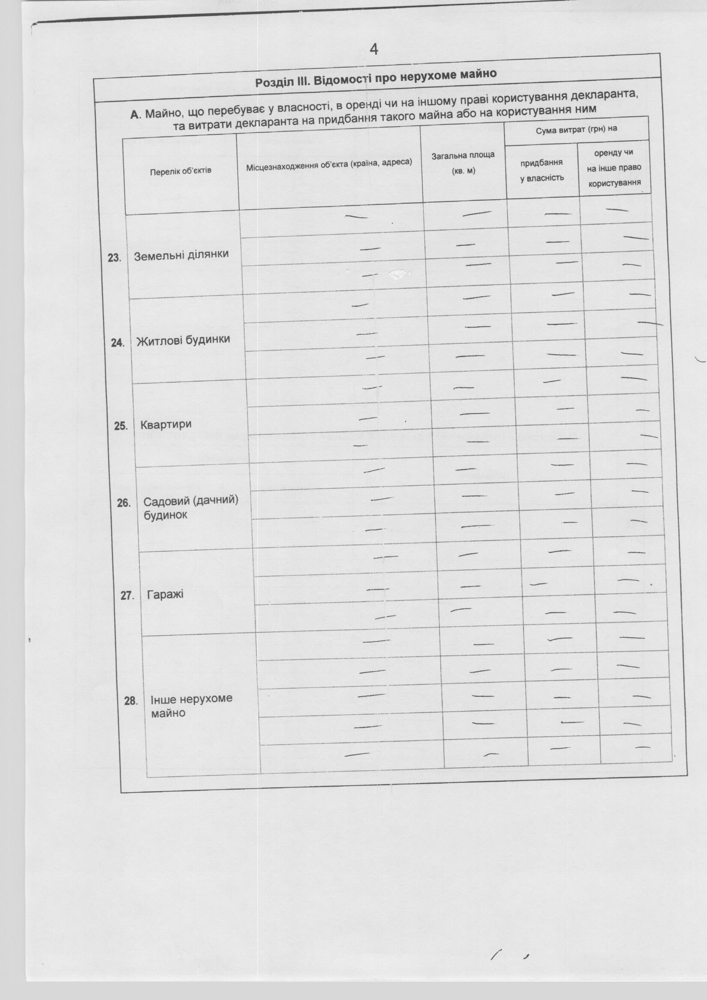 4
Розділ III. Відомості про нерухоме майно
А. Майно, що перебуває у власності, в оренді чи на іншому праві користування декларанта,
та витрати декларанта на придбання такого майна або на користування ним
Перелік об'єктів
Місцезнаходження об'єкта (країна, адреса)
Загальна площа
(кв. м)
Сума витрат (грн) на
придбання
у власність
оренду чи
на інше право
користування
— — — —
— — — —
23. Земельні ділянки
— — — —
— — — —
— — — —
24. Житлові будинки
— — — —
— — — —
— — — —
25. Квартири
— — — —
— — — —
— — — —
26. Садовий (дачний)
будинок
— — — —
— — — —
— — — —
27. Гаражі
— — — —
— — — —
— — — —
— — — —
28. Інше нерухоме
майно
— — — —
— — — —